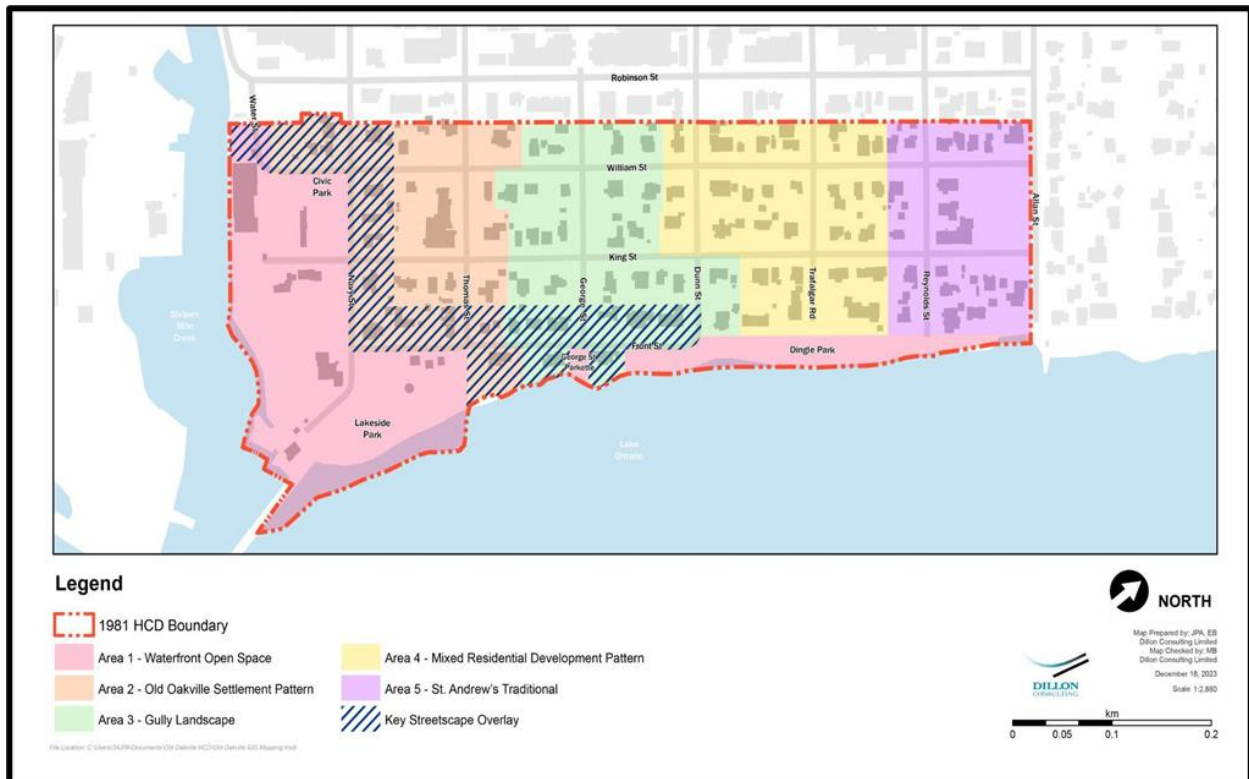 Robinson St
Water St
William St
Civic
Park
Allan St
King St
Navy St
Thomas St
George St
Dunn St
Trafalgar Rd
Reynolds St
Sixteen
Mile
Creek
Front St
George St
Parkette
Dingle Park
Lakeside
Park
Lake
Ontario
Legend
1981 HCD Boundary
Area 1 - Waterfront Open Space
Area 2 - Old Oakville Settlement Pattern
Area 3 - Gully Landscape
Area 4 - Mixed Residential Development Pattern
Area 5 - St. Andrew's Traditional
Key Streetscape Overlay
NORTH
Map Prepared by: JPA, EB
Dillon Consulting Limited
Map Checked by: MB
Dillon Consulting Limited
December 18, 2023
Scale 1:2,880
DILLON
CONSULTING
km
0 0.05 0.1 0.2